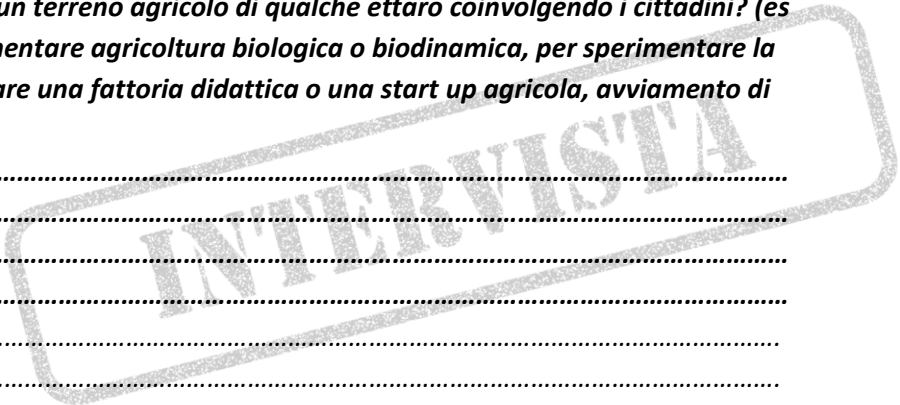 un terreno agricolo di qualche ettaro coinvolgendo i cittadini? (es
mentare agricoltura biologica o biodinamica, per sperimentare la
are una fattoria didattica o una start up agricola, avviamento di
INTERVISTA